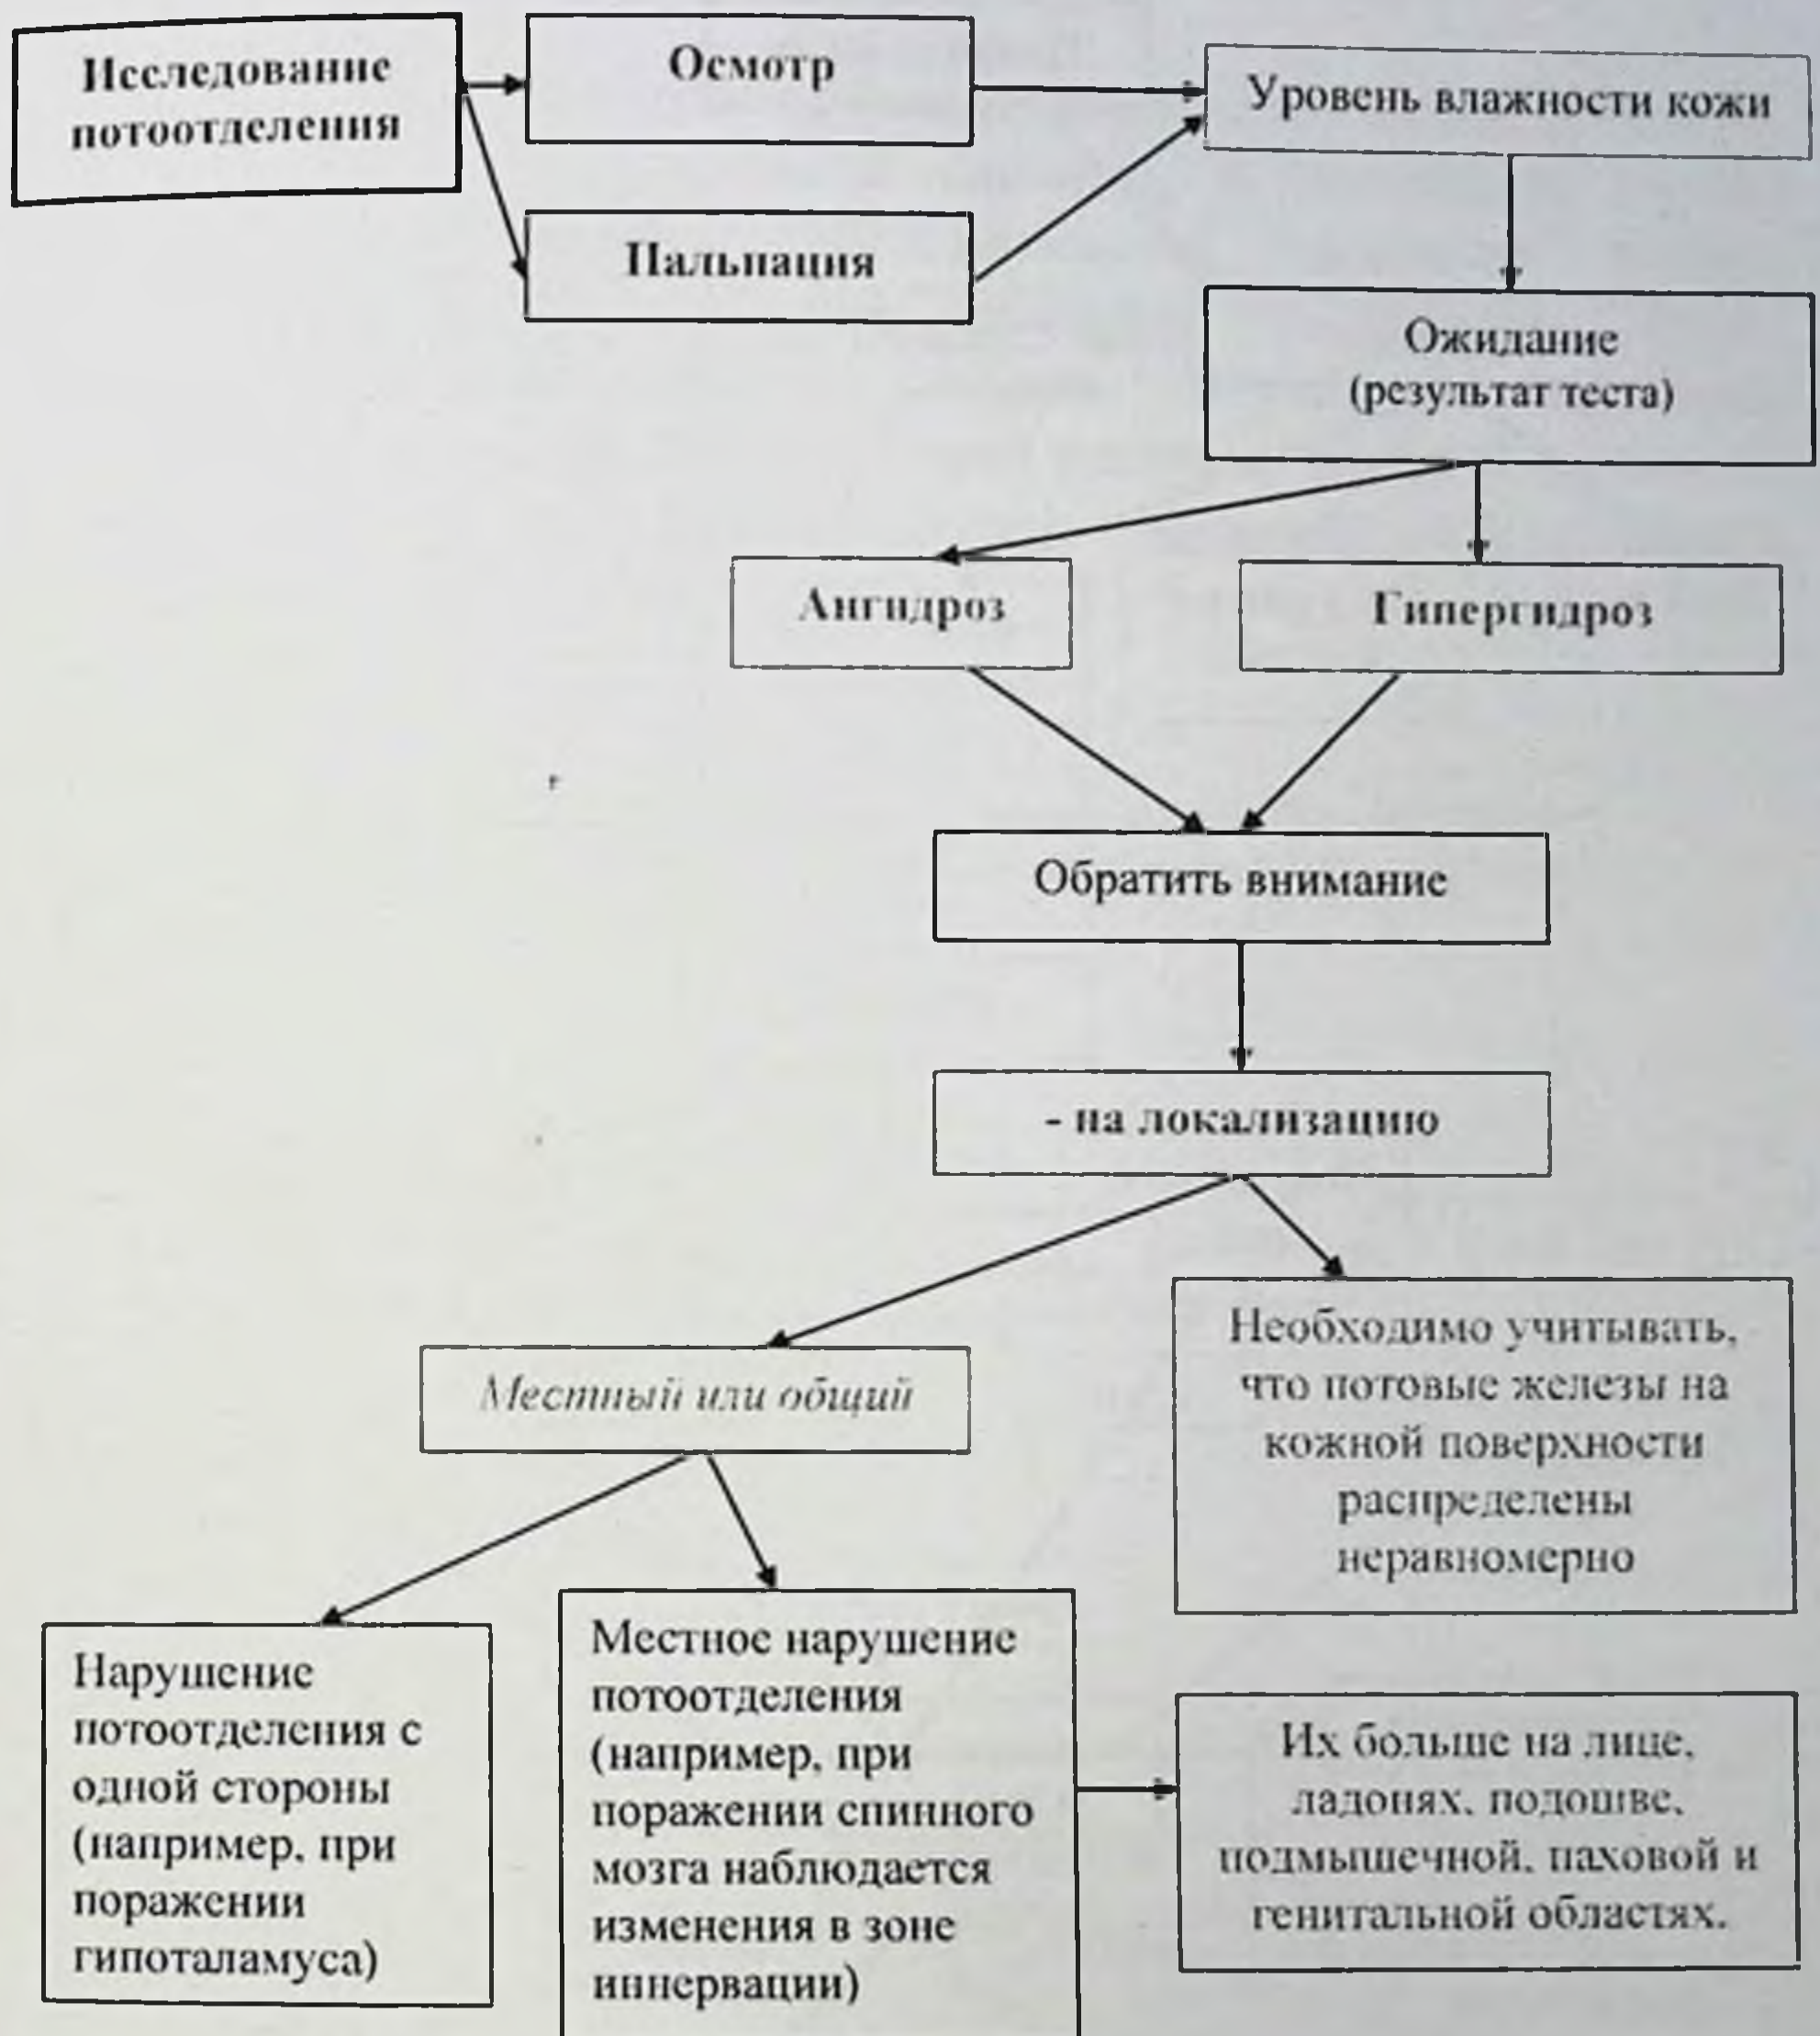 Исследование
потоотделения
Осмотр
Уровень влажности кожи
Пальпация
Ожидание
(результат теста)
Ангидроз
Гипергидроз
Обратить внимание
- на локализацию
Местный или общий
Необходимо учитывать,
что потовые железы на
кожной поверхности
распределены
неравномерно
Нарушение
потоотделения с
одной стороны
(например, при
поражении
гипоталамуса)
Местное нарушение
потоотделения
(например, при
поражении спинного
мозга наблюдается
изменения в зоне
иннервации)
Их больше на лице,
ладонях, подошве,
подмышечной, паховой и
генитальной областях.